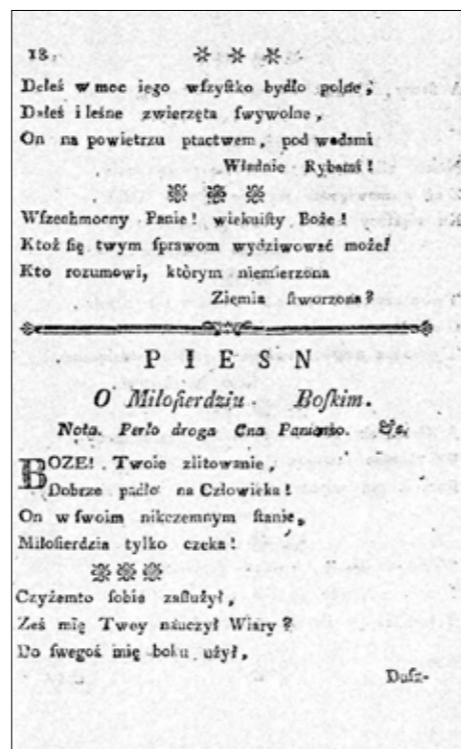 18. * * *
Dałeś w moc iego wſzyſtko bydło polne,
Dałeś i leśne zwierzęta ſwywolne,
On na powietrzu ptactwem, pod wodami
Władnie Rybami!
Wſzechmocny Panie! wiekuiſty Boże!
Ktoż ſię twym ſprawom wydziwować może!
Kto rozumowi, którym niemierzona
Ziemia ſtworzona?
PIESN
O Miłoſierdziu Boſkim.
Nota. Perło droga Cna Panienko. &c.
BOZE! Twoie zlitowanie,
Dobrze padło na Człowieka!
On w ſwoim nikczemnym ſtanie,
Miłoſierdzia tylko czeka!
Czyżemto ſobie zaſłużył,
Żeś mię Twey nauczył Wiary?
Do ſwegoś mię boku użył,
Duſz-